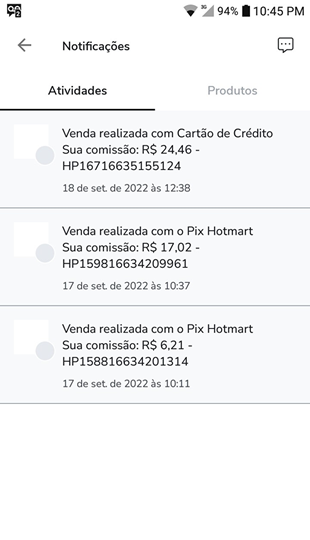 3G 94% 10:45 PM
Notificações
Atividades Produtos
Venda realizada com Cartão de Crédito
Sua comissão: R$ 24,46 -
HP16716635155124
18 de set. de 2022 às 12:38
Venda realizada com o Pix Hotmart
Sua comissão: R$ 17,02 -
HP159816634209961
17 de set. de 2022 às 10:37
Venda realizada com o Pix Hotmart
Sua comissão: R$ 6,21 -
HP158816634201314
17 de set. de 2022 às 10:11